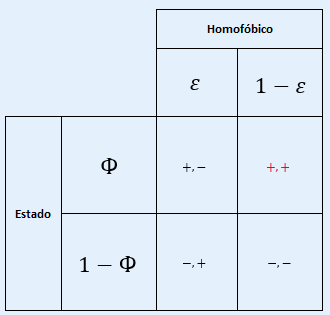 Homofóbico
ε 1 − ε
Φ +,− +,+
Estado
1 − Φ −,+ −,−